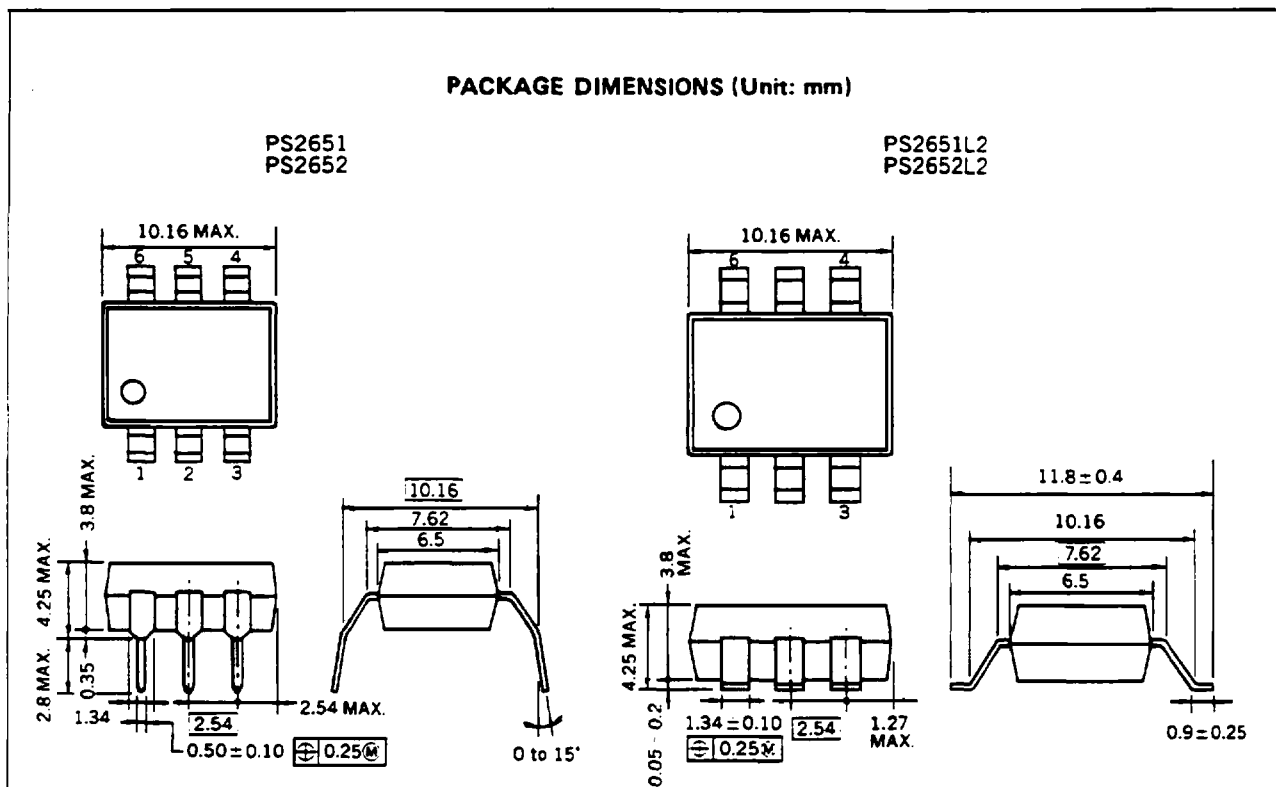 PACKAGE DIMENSIONS (Unit: mm)
PS2651
PS2652
10.16 MAX.
6 5 4
1 2 3
3.8 MAX.
4.25 MAX.
2.8 MAX.
0.35
1.34
2.54
2.54 MAX.
0.50±0.10
⌖ 0.25Ⓜ
10.16
7.62
6.5
0 to 15°
PS2651L2
PS2652L2
10.16 MAX.
6 4
1 3
3.8 MAX.
4.25 MAX.
0.05 - 0.2
1.34±0.10
⌖ 0.25Ⓜ
2.54
1.27
MAX.
11.8±0.4
10.16
7.62
6.5
0.9±0.25